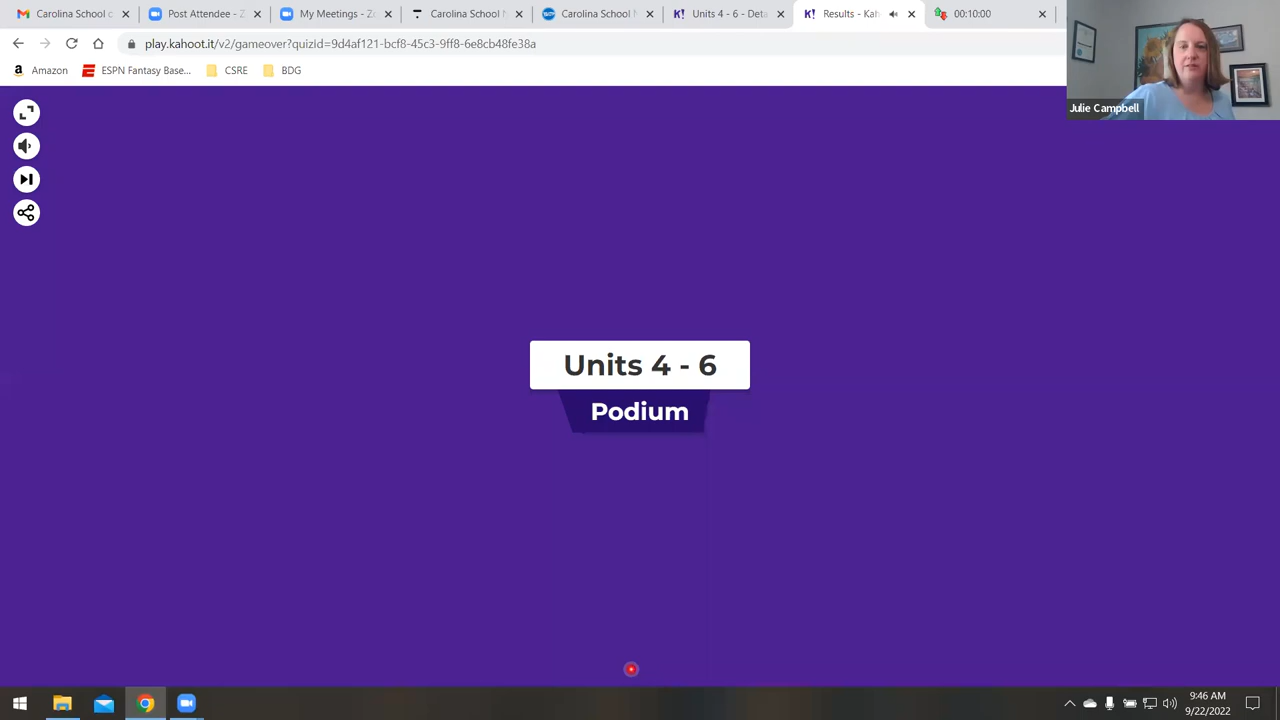 Carolina School o
Post Attendee - Z
My Meetings - Z
Carolina School N
Carolina School N
Units 4 - 6 - Deta
Results - Kah
00:10:00
play.kahoot.it/v2/gameover?quizid=9d4af121-bcf8-45c3-9ff8-6e8cb48fe38a
Amazon
ESPN Fantasy Base...
CSRE
BDG
Julie Campbell
Units 4 - 6
Podium
9:46 AM
9/22/2022